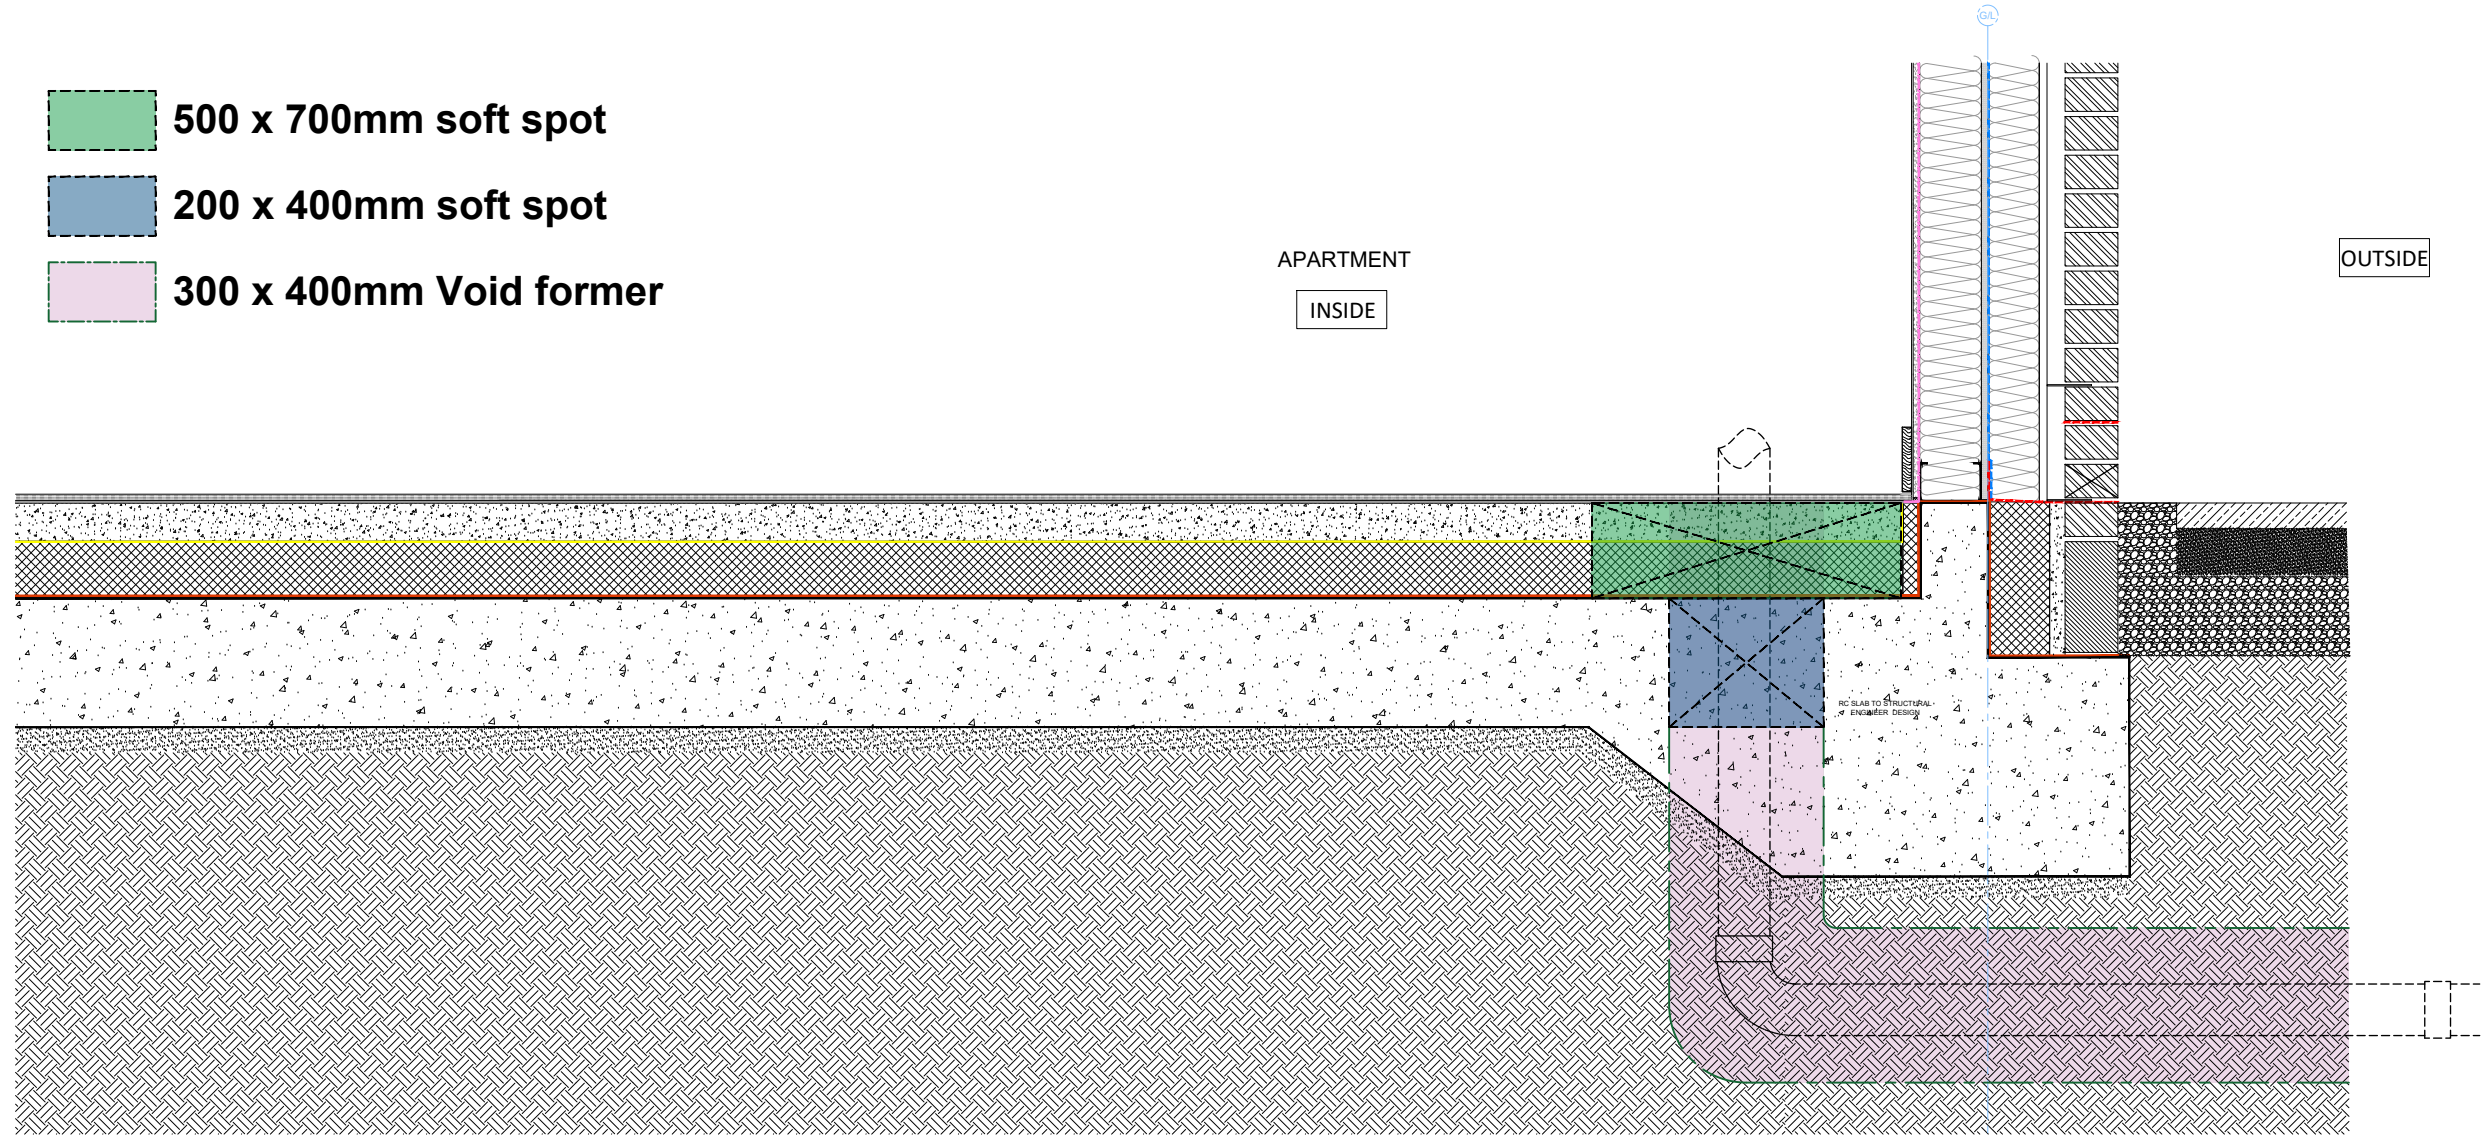 G/L
500 x 700mm soft spot
200 x 400mm soft spot
300 x 400mm Void former
APARTMENT
INSIDE
OUTSIDE
RC SLAB TO STRUCTURAL
ENGINEER DESIGN